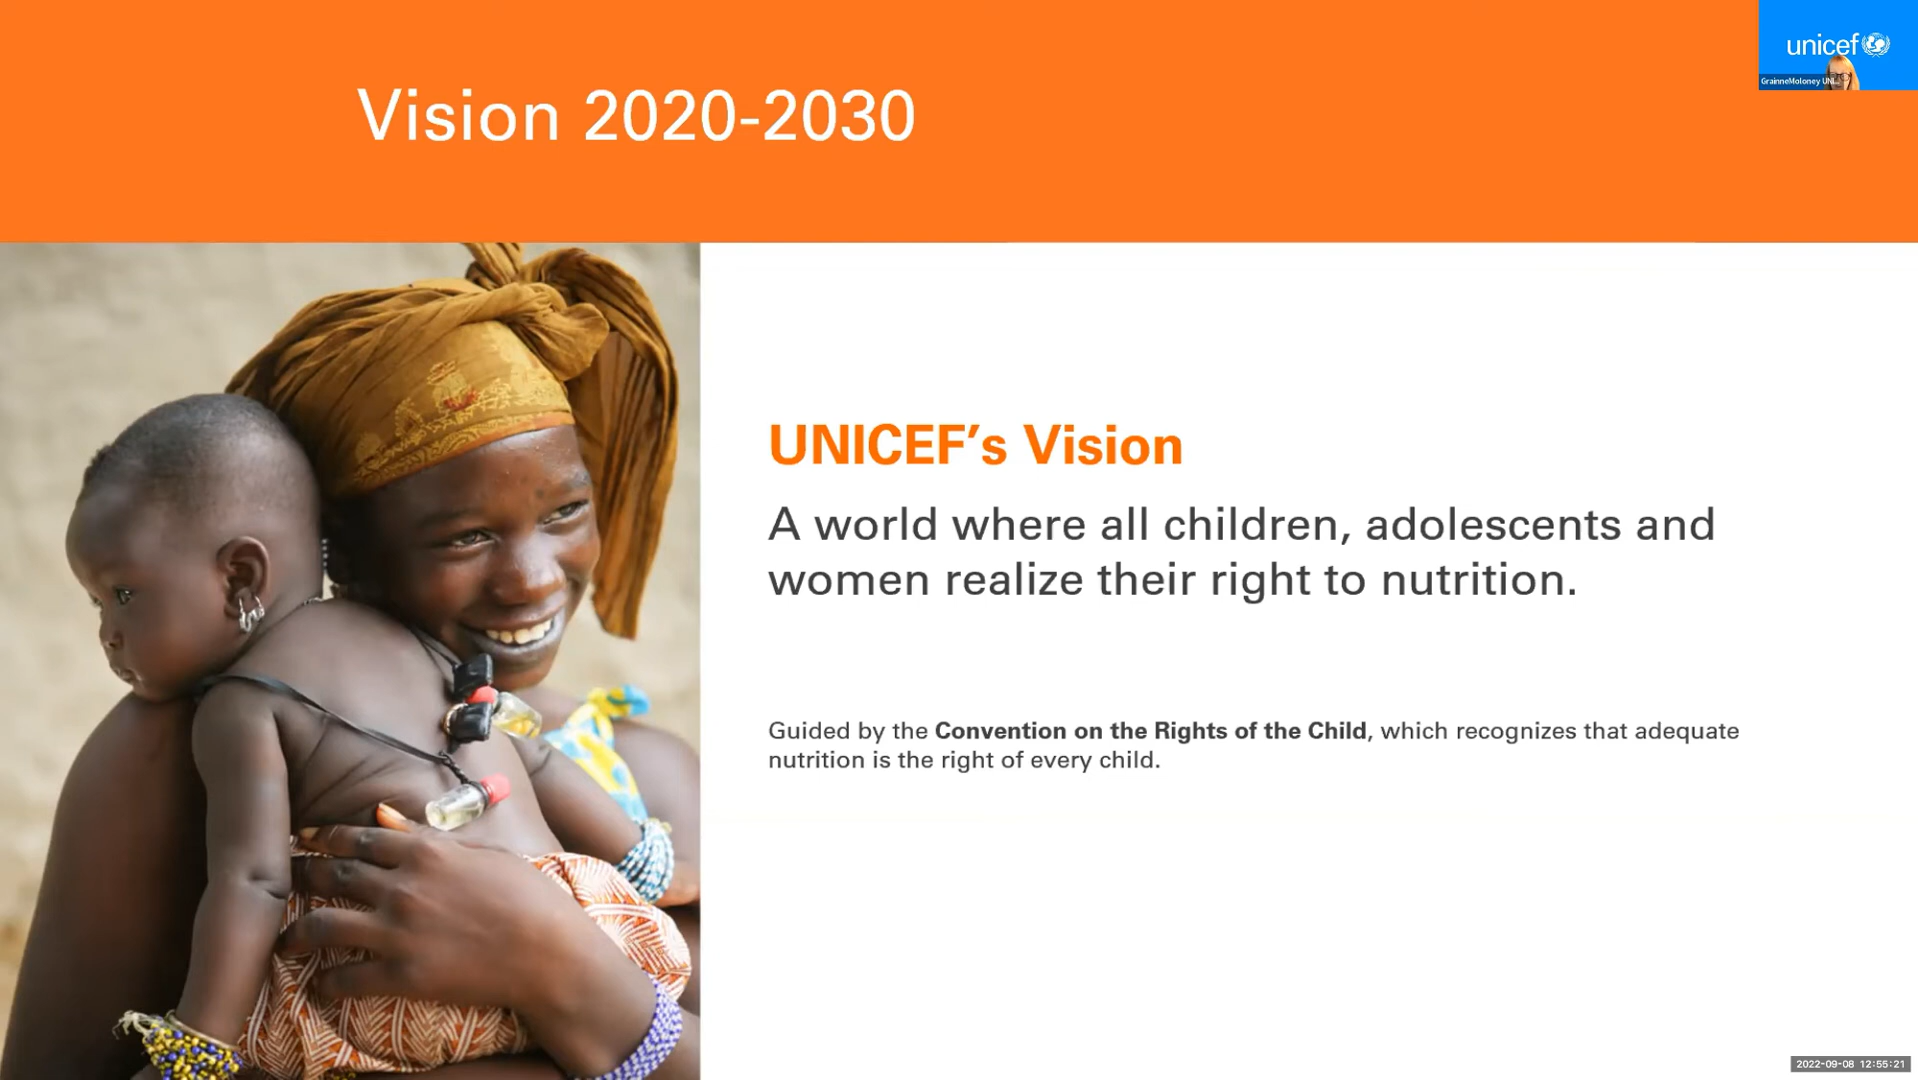 unicef
GrainneMoloney UNI
Vision 2020-2030
UNICEF’s Vision
A world where all children, adolescents and
women realize their right to nutrition.
Guided by the Convention on the Rights of the Child, which recognizes that adequate
nutrition is the right of every child.
2022-09-08 12:55:21